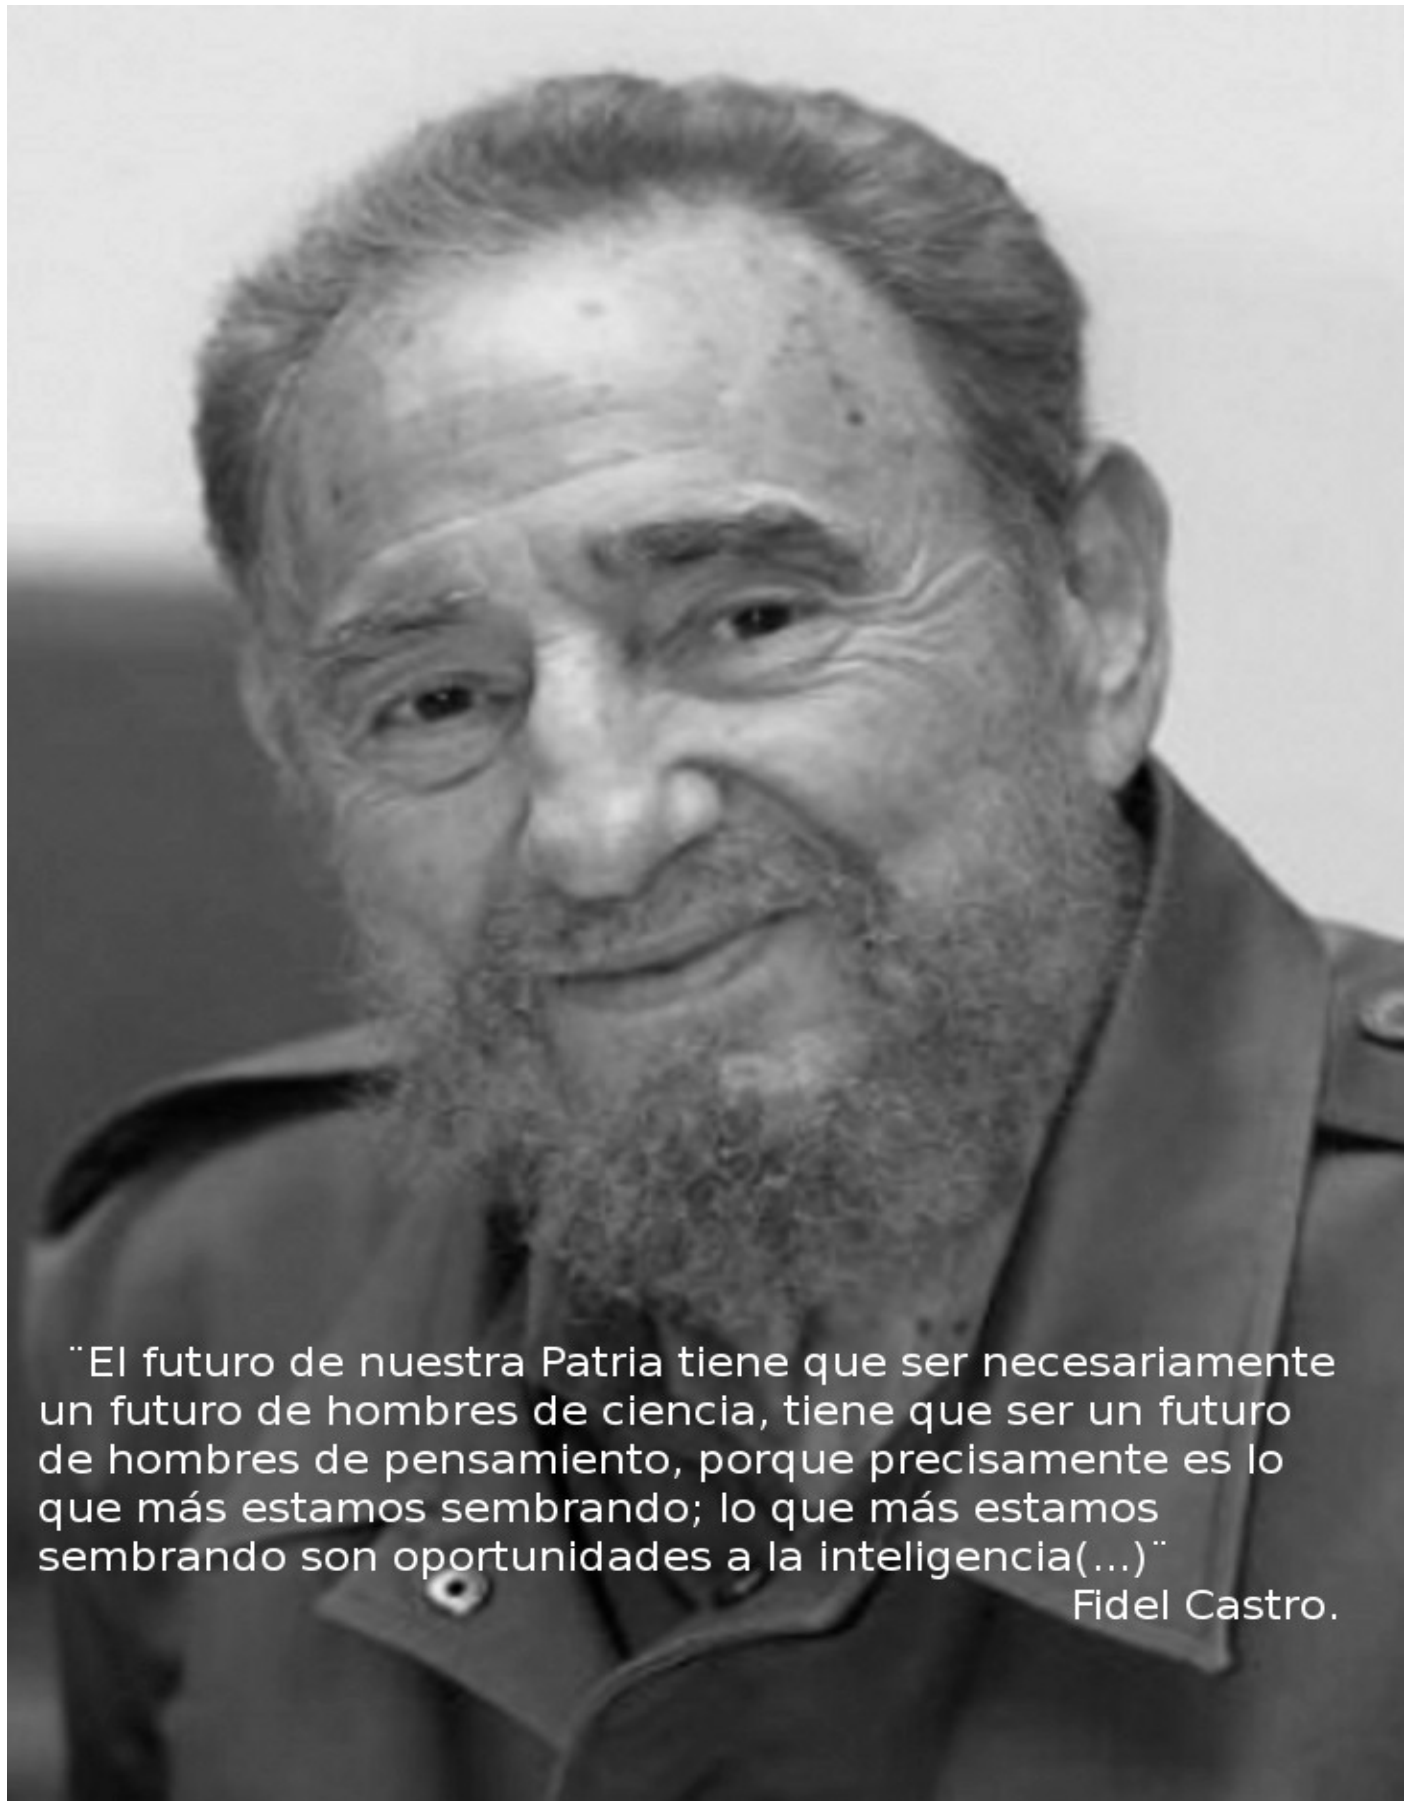 ¨El futuro de nuestra Patria tiene que ser necesariamente
un futuro de hombres de ciencia, tiene que ser un futuro
de hombres de pensamiento, porque precisamente es lo
que más estamos sembrando; lo que más estamos
sembrando son oportunidades a la inteligencia(...)¨
Fidel Castro.